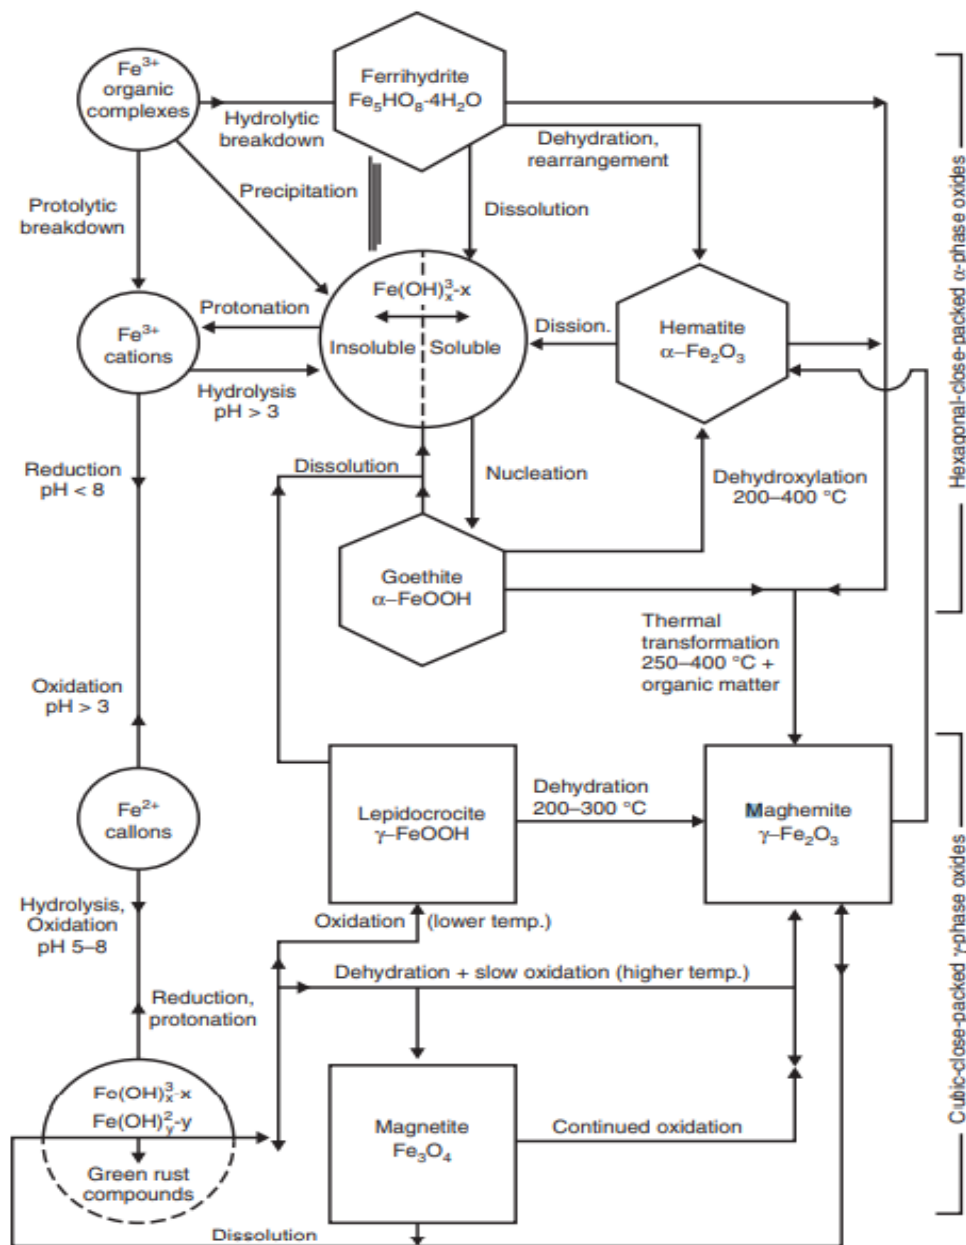 Fe³⁺
organic
complexes
Hydrolytic
breakdown
Ferrihydrite
Fe₅HO₈·4H₂O
Dehydration,
rearrangement
Precipitation
Dissolution
Protolytic
breakdown
Fe(OH)ₓ³-x
Insoluble
Soluble
Protonation
Fe³⁺
cations
Hydrolysis
pH > 3
Dission.
Hematite
α–Fe₂O₃
Reduction
pH < 8
Dissolution
Nucleation
Dehydroxylation
200–400 °C
Goethite
α–FeOOH
Thermal
transformation
250–400 °C +
organic matter
Hexagonal-close-packed α-phase oxides
Oxidation
pH > 3
Fe²⁺
callons
Lepidocrocite
γ–FeOOH
Dehydration
200–300 °C
Maghemite
γ–Fe₂O₃
Hydrolysis,
Oxidation
pH 5–8
Oxidation (lower temp.)
Dehydration + slow oxidation (higher temp.)
Reduction,
protonation
Fo(OH)ₓ³-x
Fe(OH)ᵧ²-y
Green rust
compounds
Magnetite
Fe₃O₄
Continued oxidation
Dissolution
Cubic-close-packed γ-phase oxides